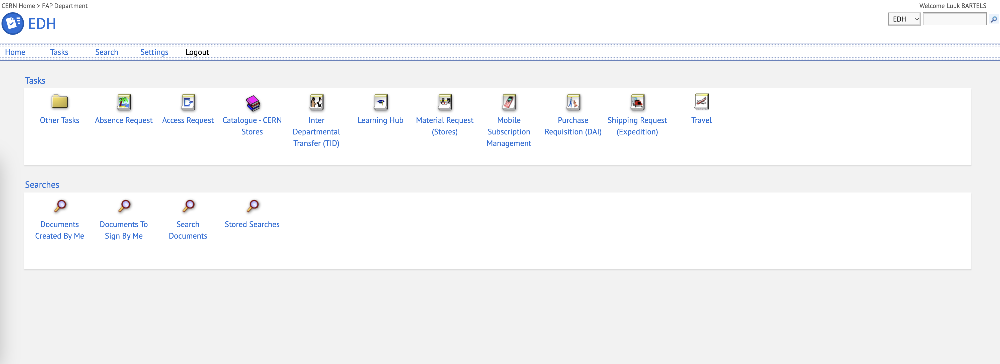 CERN Home > FAP Department
Welcome Luuk BARTELS
EDH
EDH
Home Tasks Search Settings Logout
Tasks
Other Tasks
Absence Request
Access Request
Catalogue - CERN
Stores
Inter
Departmental
Transfer (TID)
Learning Hub
Material Request
(Stores)
Mobile
Subscription
Management
Purchase
Requisition (DAI)
Shipping Request
(Expedition)
Travel
Searches
Documents
Created By Me
Documents To
Sign By Me
Search
Documents
Stored Searches